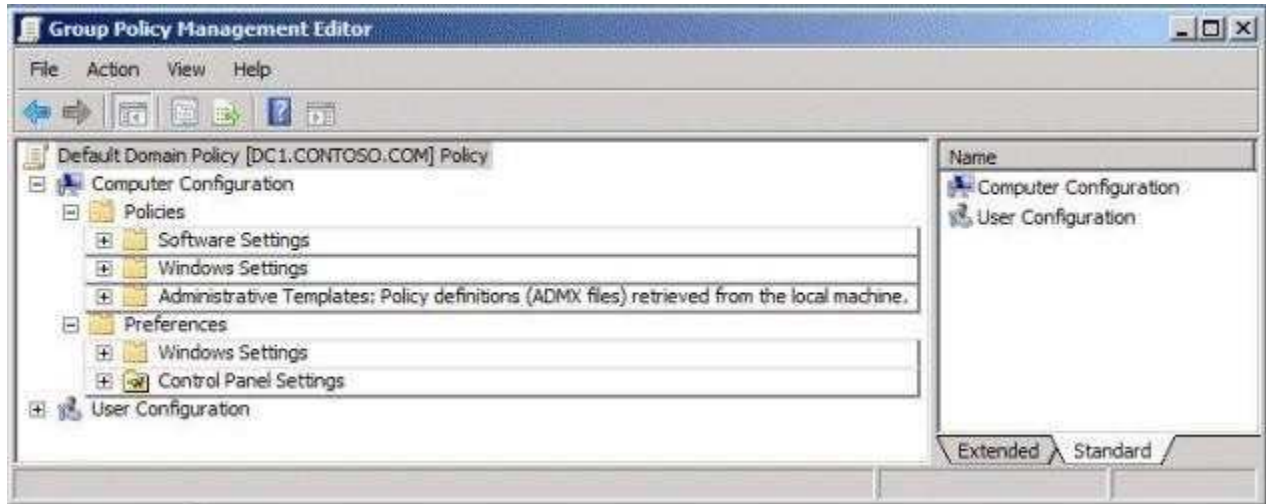 Group Policy Management Editor
File Action View Help
Default Domain Policy [DC1.CONTOSO.COM] Policy
Computer Configuration
Policies
Software Settings
Windows Settings
Administrative Templates: Policy definitions (ADMX files) retrieved from the local machine.
Preferences
Windows Settings
Control Panel Settings
User Configuration
Name
Computer Configuration
User Configuration
Extended Standard